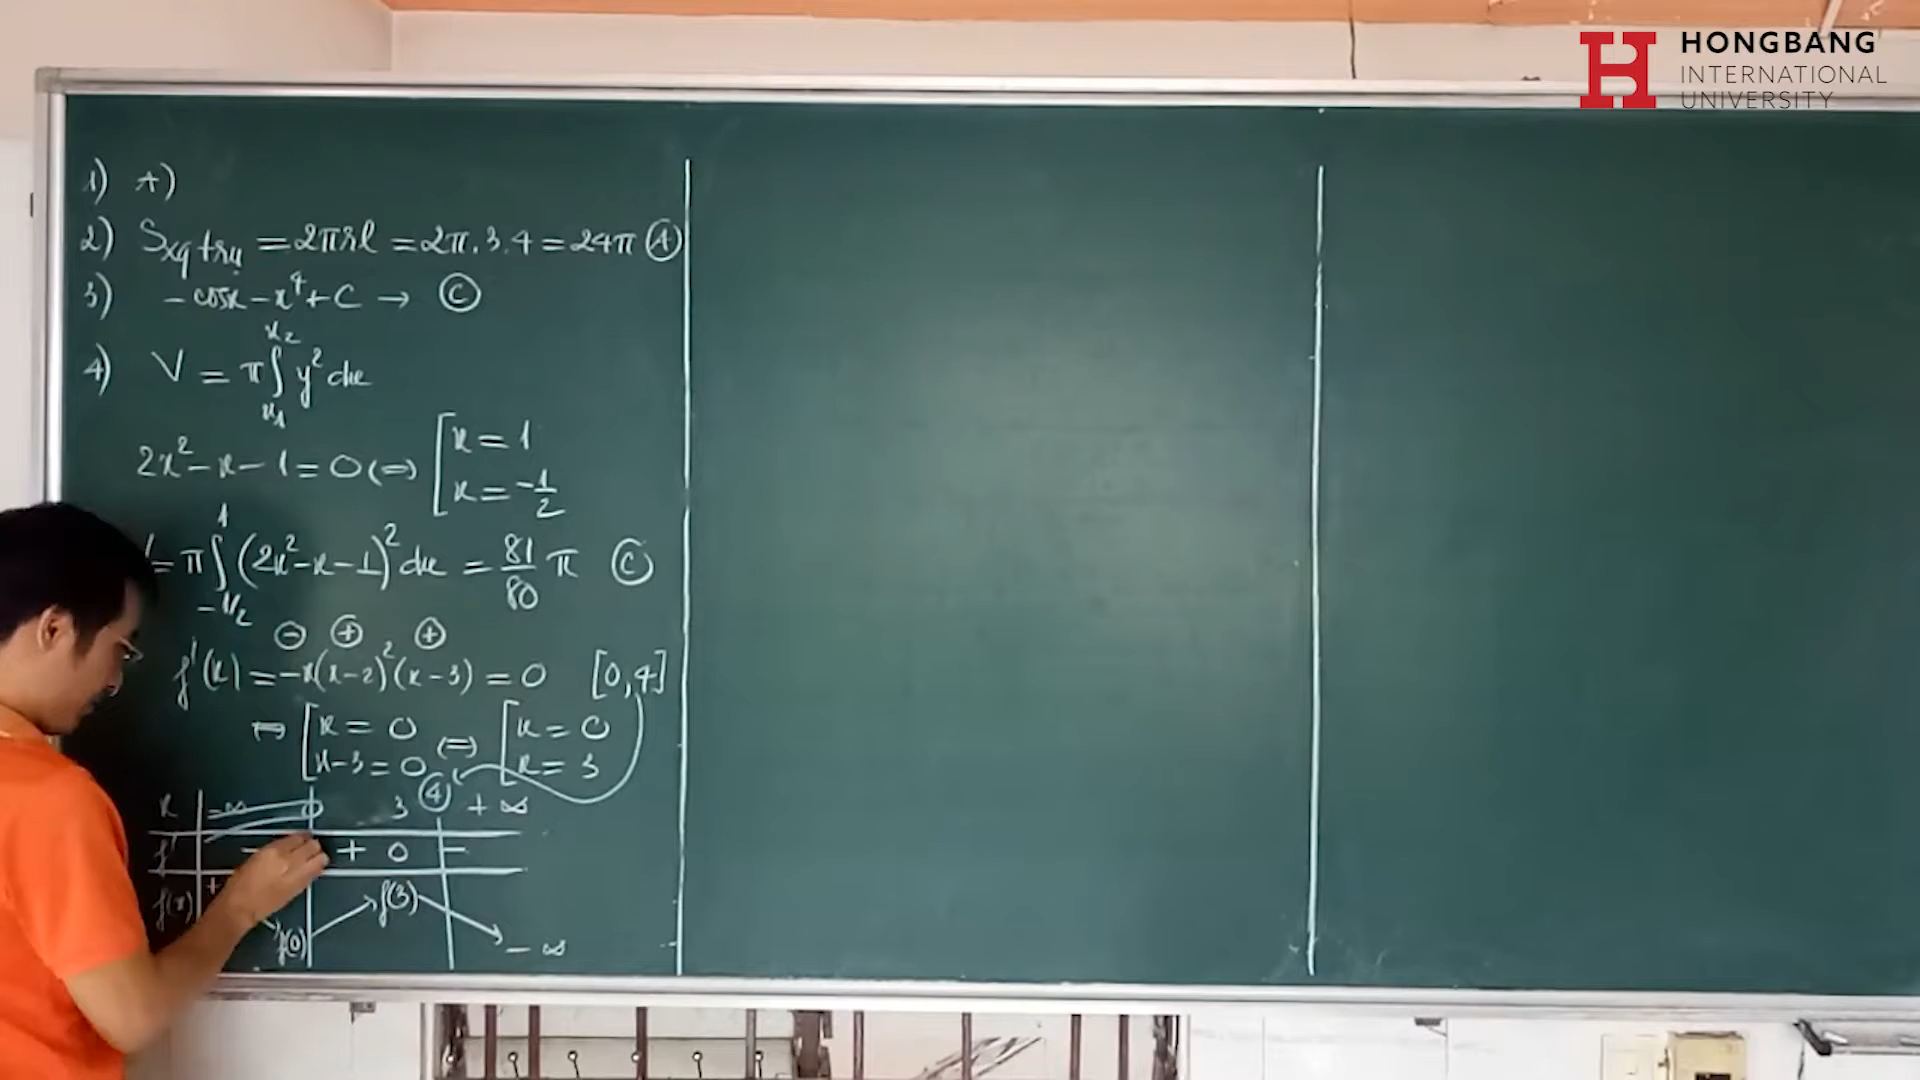 HONGBANG
INTERNATIONAL
UNIVERSITY
1) A)
2) Sxq trụ = 2πrl = 2π.3.4 = 24π Ⓐ
3) -cosx - x⁴ + C → Ⓒ
4) V = π∫ₓ₁ˣ² y² dx
2x² - x - 1 = 0 (=) [ x = 1
x = -1/2
= π∫₋₁/₂¹ (2x² - x - 1)² dx = 81/80 π Ⓒ
⊖ ⊕ ⊕
f'(x) = -x(x-2)²(x-3) = 0 [0,4]
[ x = 0 (=) [ x = 0
x-3 = 0 x = 3
x -∞ 0 3 ④ +∞
f' - + 0 -
f(x) + f(0) f(3) -∞